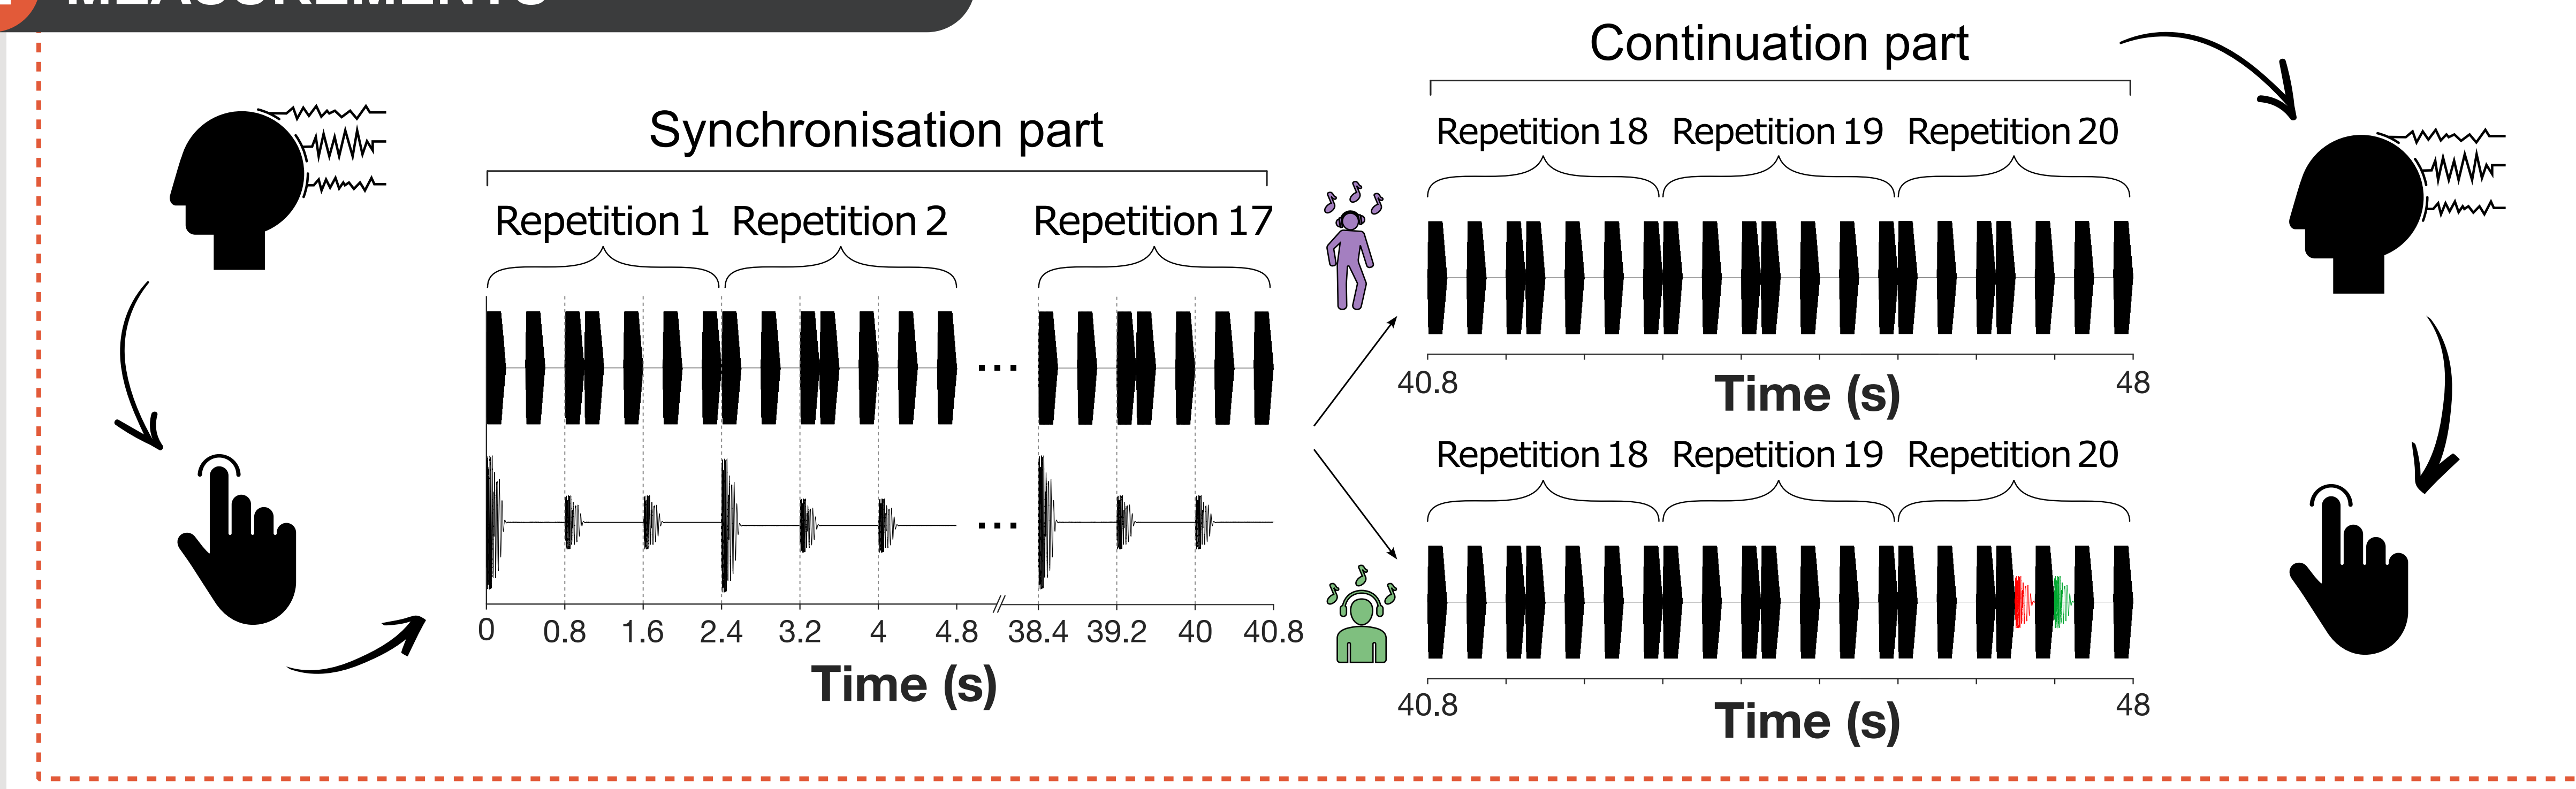 MEASUREMENTS
Synchronisation part
Repetition 1 Repetition 2 Repetition 17
...
...
0 0.8 1.6 2.4 3.2 4 4.8 // 38.4 39.2 40 40.8
Time (s)
Continuation part
Repetition 18 Repetition 19 Repetition 20
40.8 48
Time (s)
Repetition 18 Repetition 19 Repetition 20
40.8 48
Time (s)